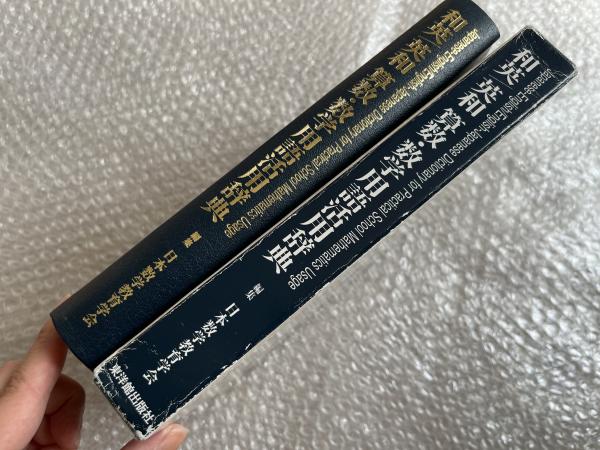 和英/英和 算数・数学用語活用辞典
Japanese-English/English-Japanese Dictionary for Practical School Mathematics Usage
編集 日本数学教育学会
和英/英和 算数・数学用語活用辞典
Japanese-English/English-Japanese Dictionary for Practical School Mathematics Usage
編集 日本数学教育学会
東洋館出版社